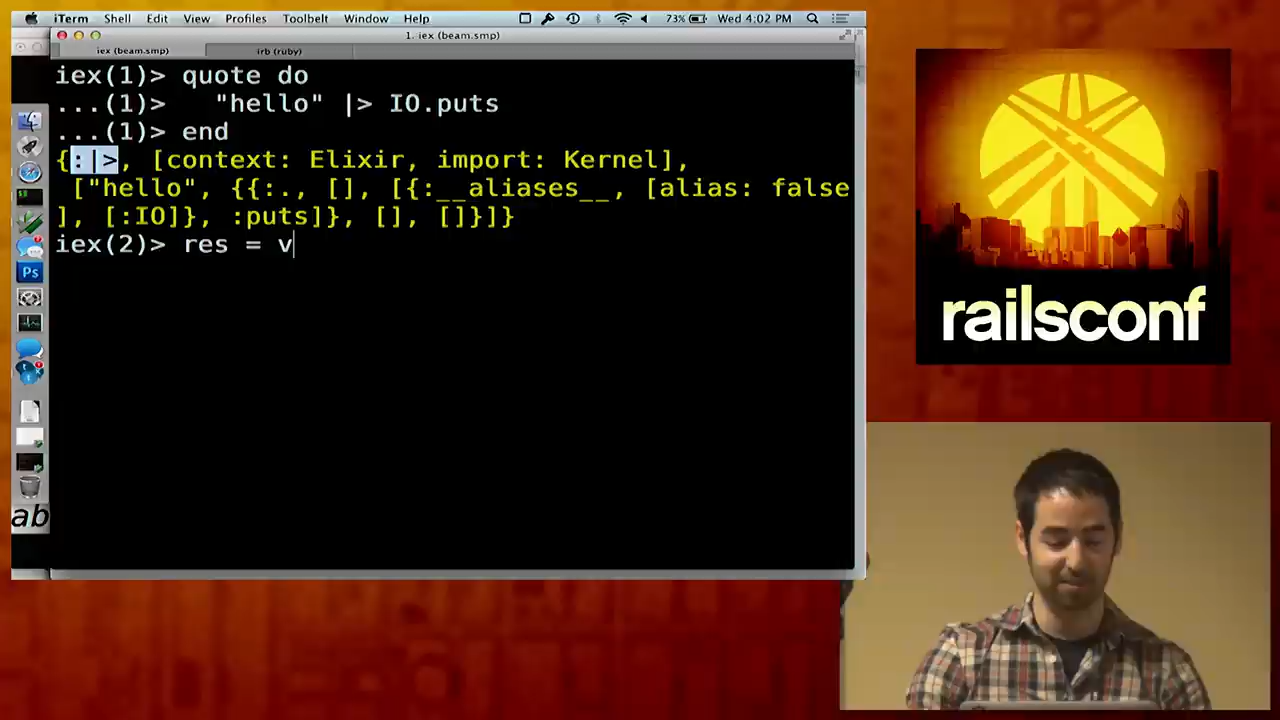 iTerm Shell Edit View Profiles Toolbelt Window Help 73% Wed 4:02 PM
1. iex (beam.smp)
iex (beam.smp) irb (ruby)
iex(1)> quote do
...(1)>   "hello" |> IO.puts
...(1)> end
{:|>, [context: Elixir, import: Kernel],
 ["hello", {{:., [], [{:__aliases__, [alias: false
], [:IO]}, :puts]}, [], []}]}
iex(2)> res = v
Ps
ab
railsconf